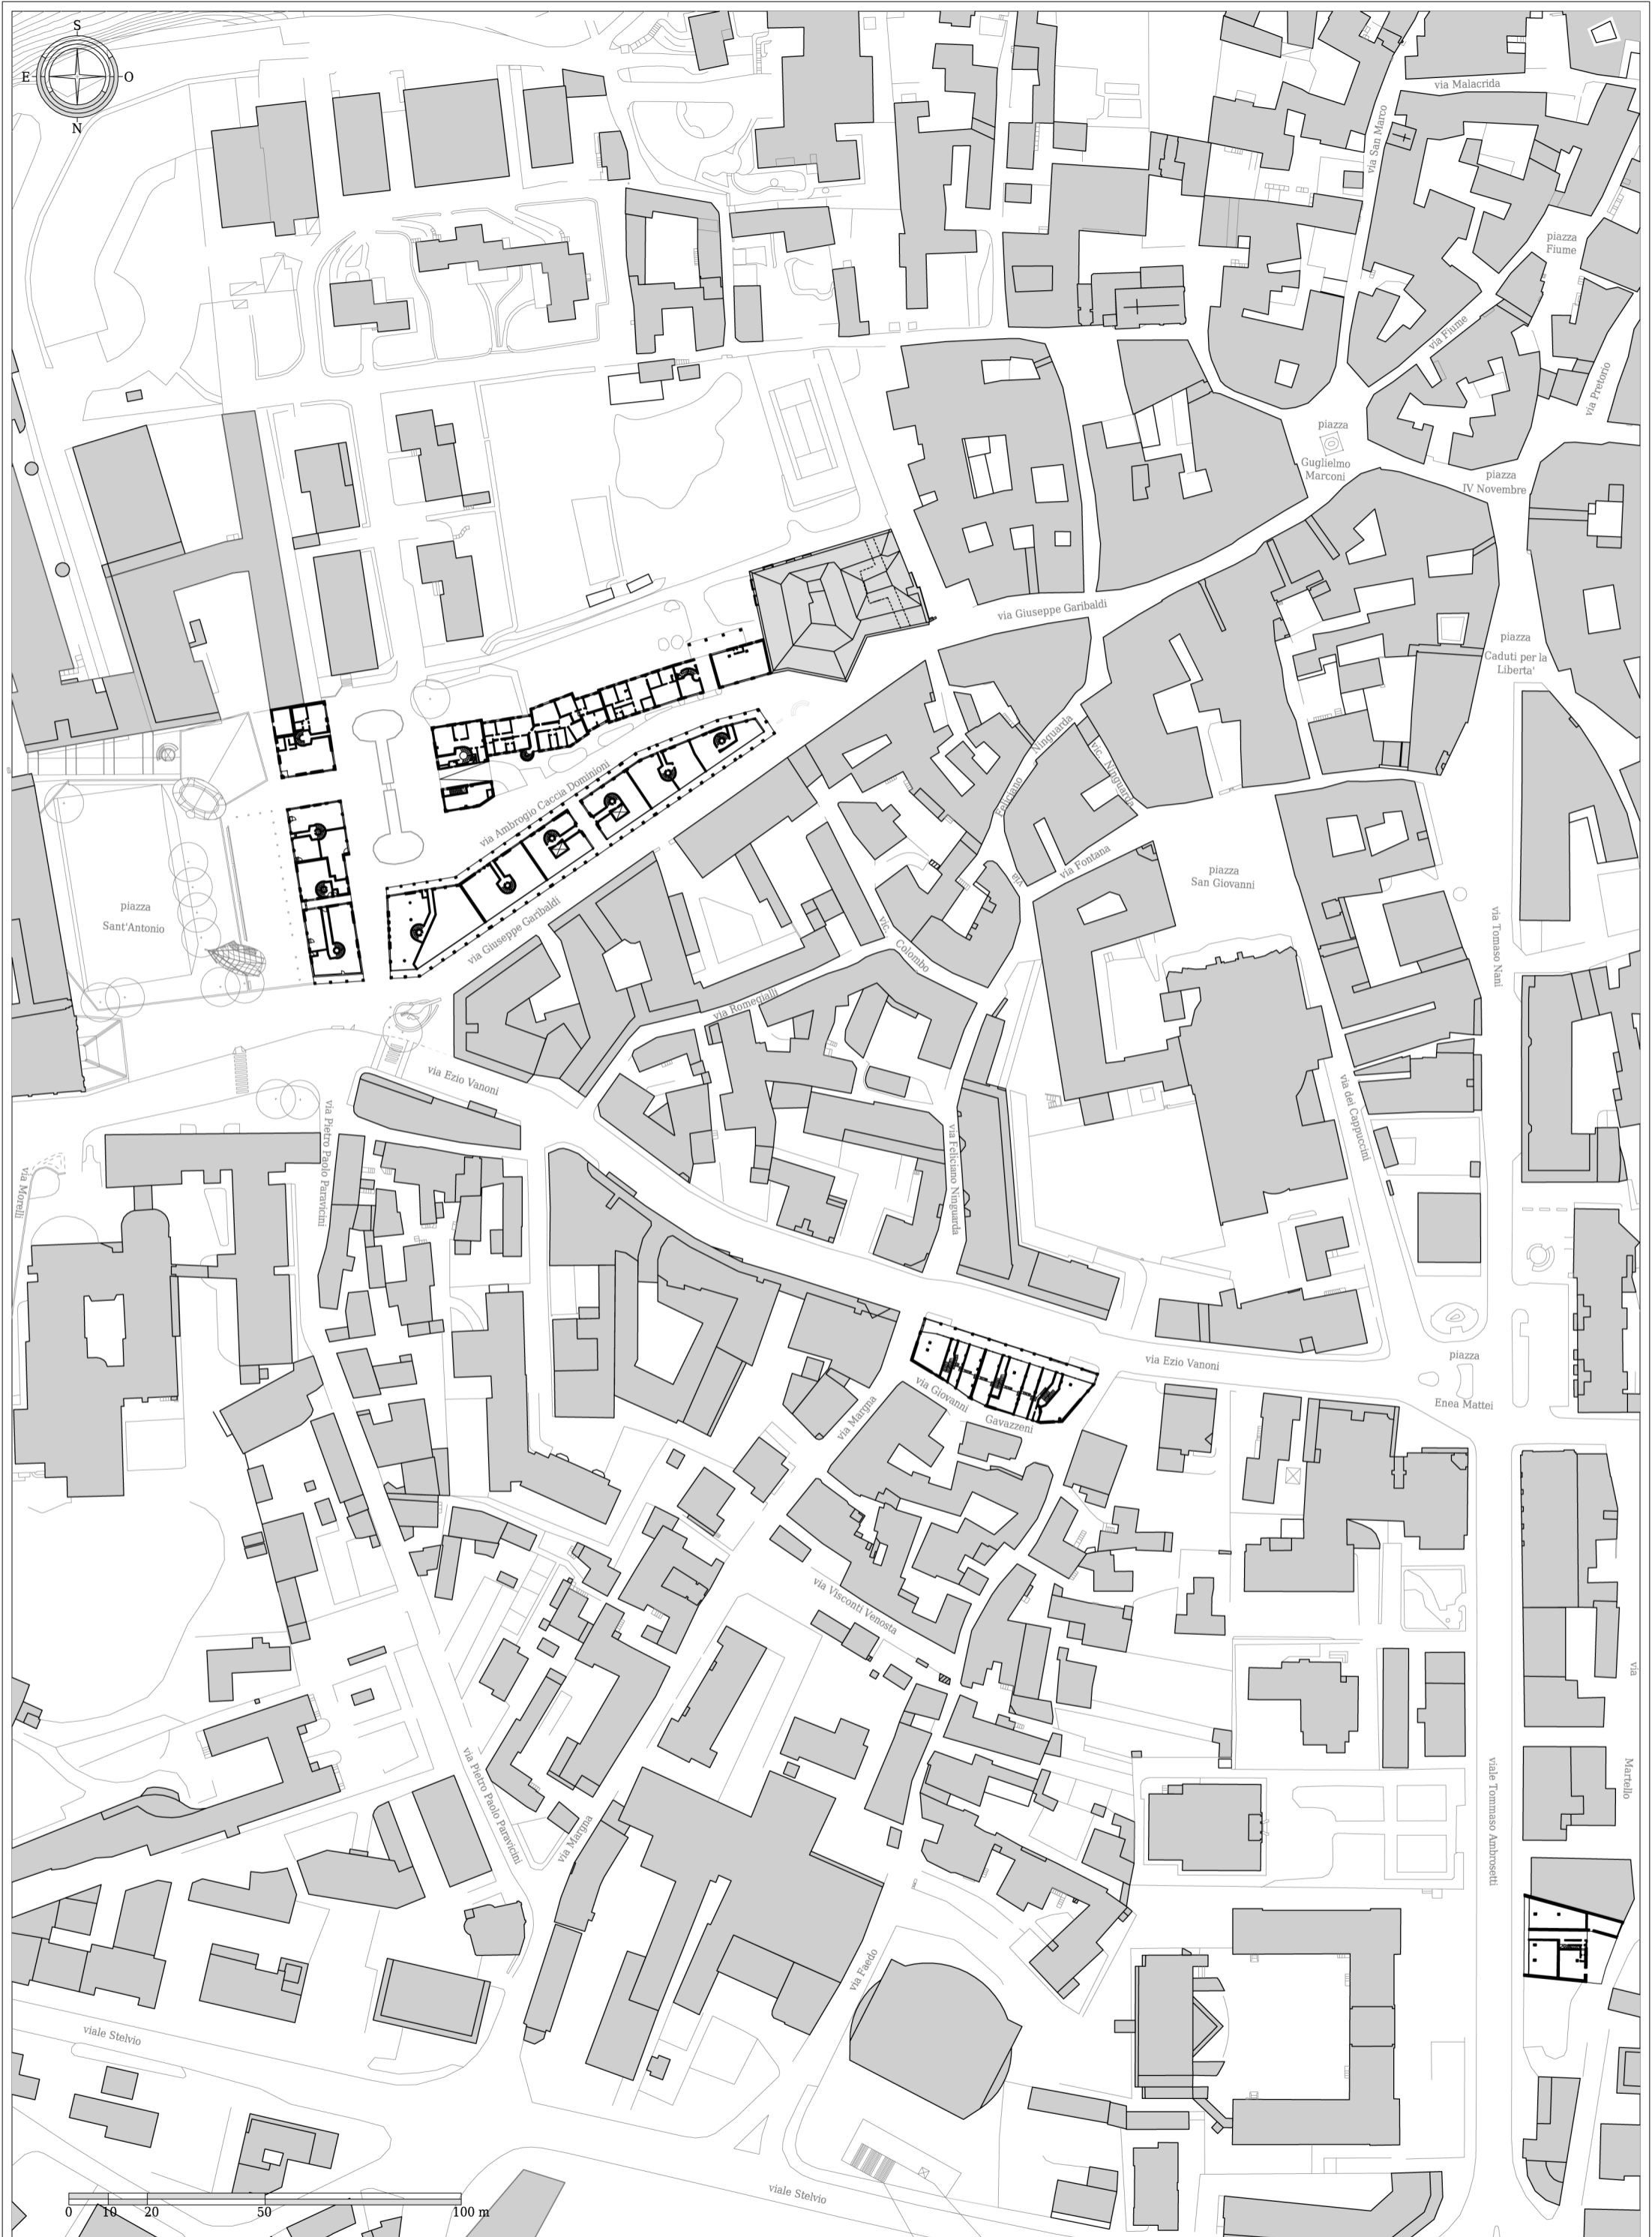 S
E
O
N
via Malacrida
via San Marco
piazza
Fiume
via Fiume
via Pretorio
piazza
Guglielmo
Marconi
piazza
IV Novembre
via Giuseppe Garibaldi
piazza
Caduti per la
Liberta'
via
Feliciano
Ninguarda
vic. Ninguarda
via Ambrogio Caccia Dominioni
via Fontana
piazza
San Giovanni
piazza
Sant'Antonio
via Giuseppe Garibaldi
vic. Colombo
via Tomaso Nani
via Romegialli
via Ezio Vanoni
via dei Cappuccini
via Pietro Paolo Paravicini
via Feliciano Ninguarda
via Morelli
via Ezio Vanoni
piazza
Enea Mattei
via Giovanni
Gavazzeni
via Margna
via Visconti Venosta
via
Martello
via Pietro Paolo Paravicini
via Margna
viale Tommaso Ambrosetti
via Faedo
viale Stelvio
viale Stelvio
0 10 20 50 100 m